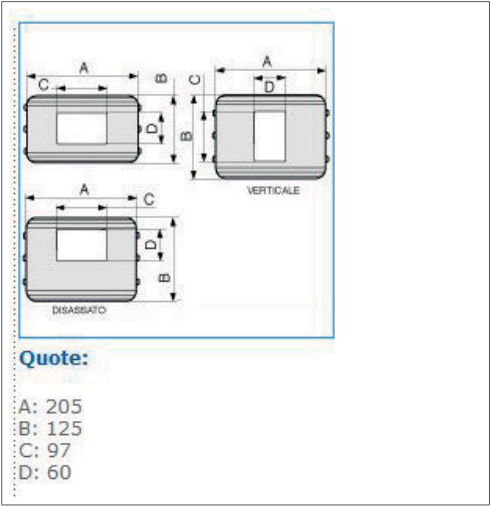 A
C
B
D
A
D
C
B
VERTICALE
A
C
D
B
DISASSATO
Quote:
A: 205
B: 125
C: 97
D: 60